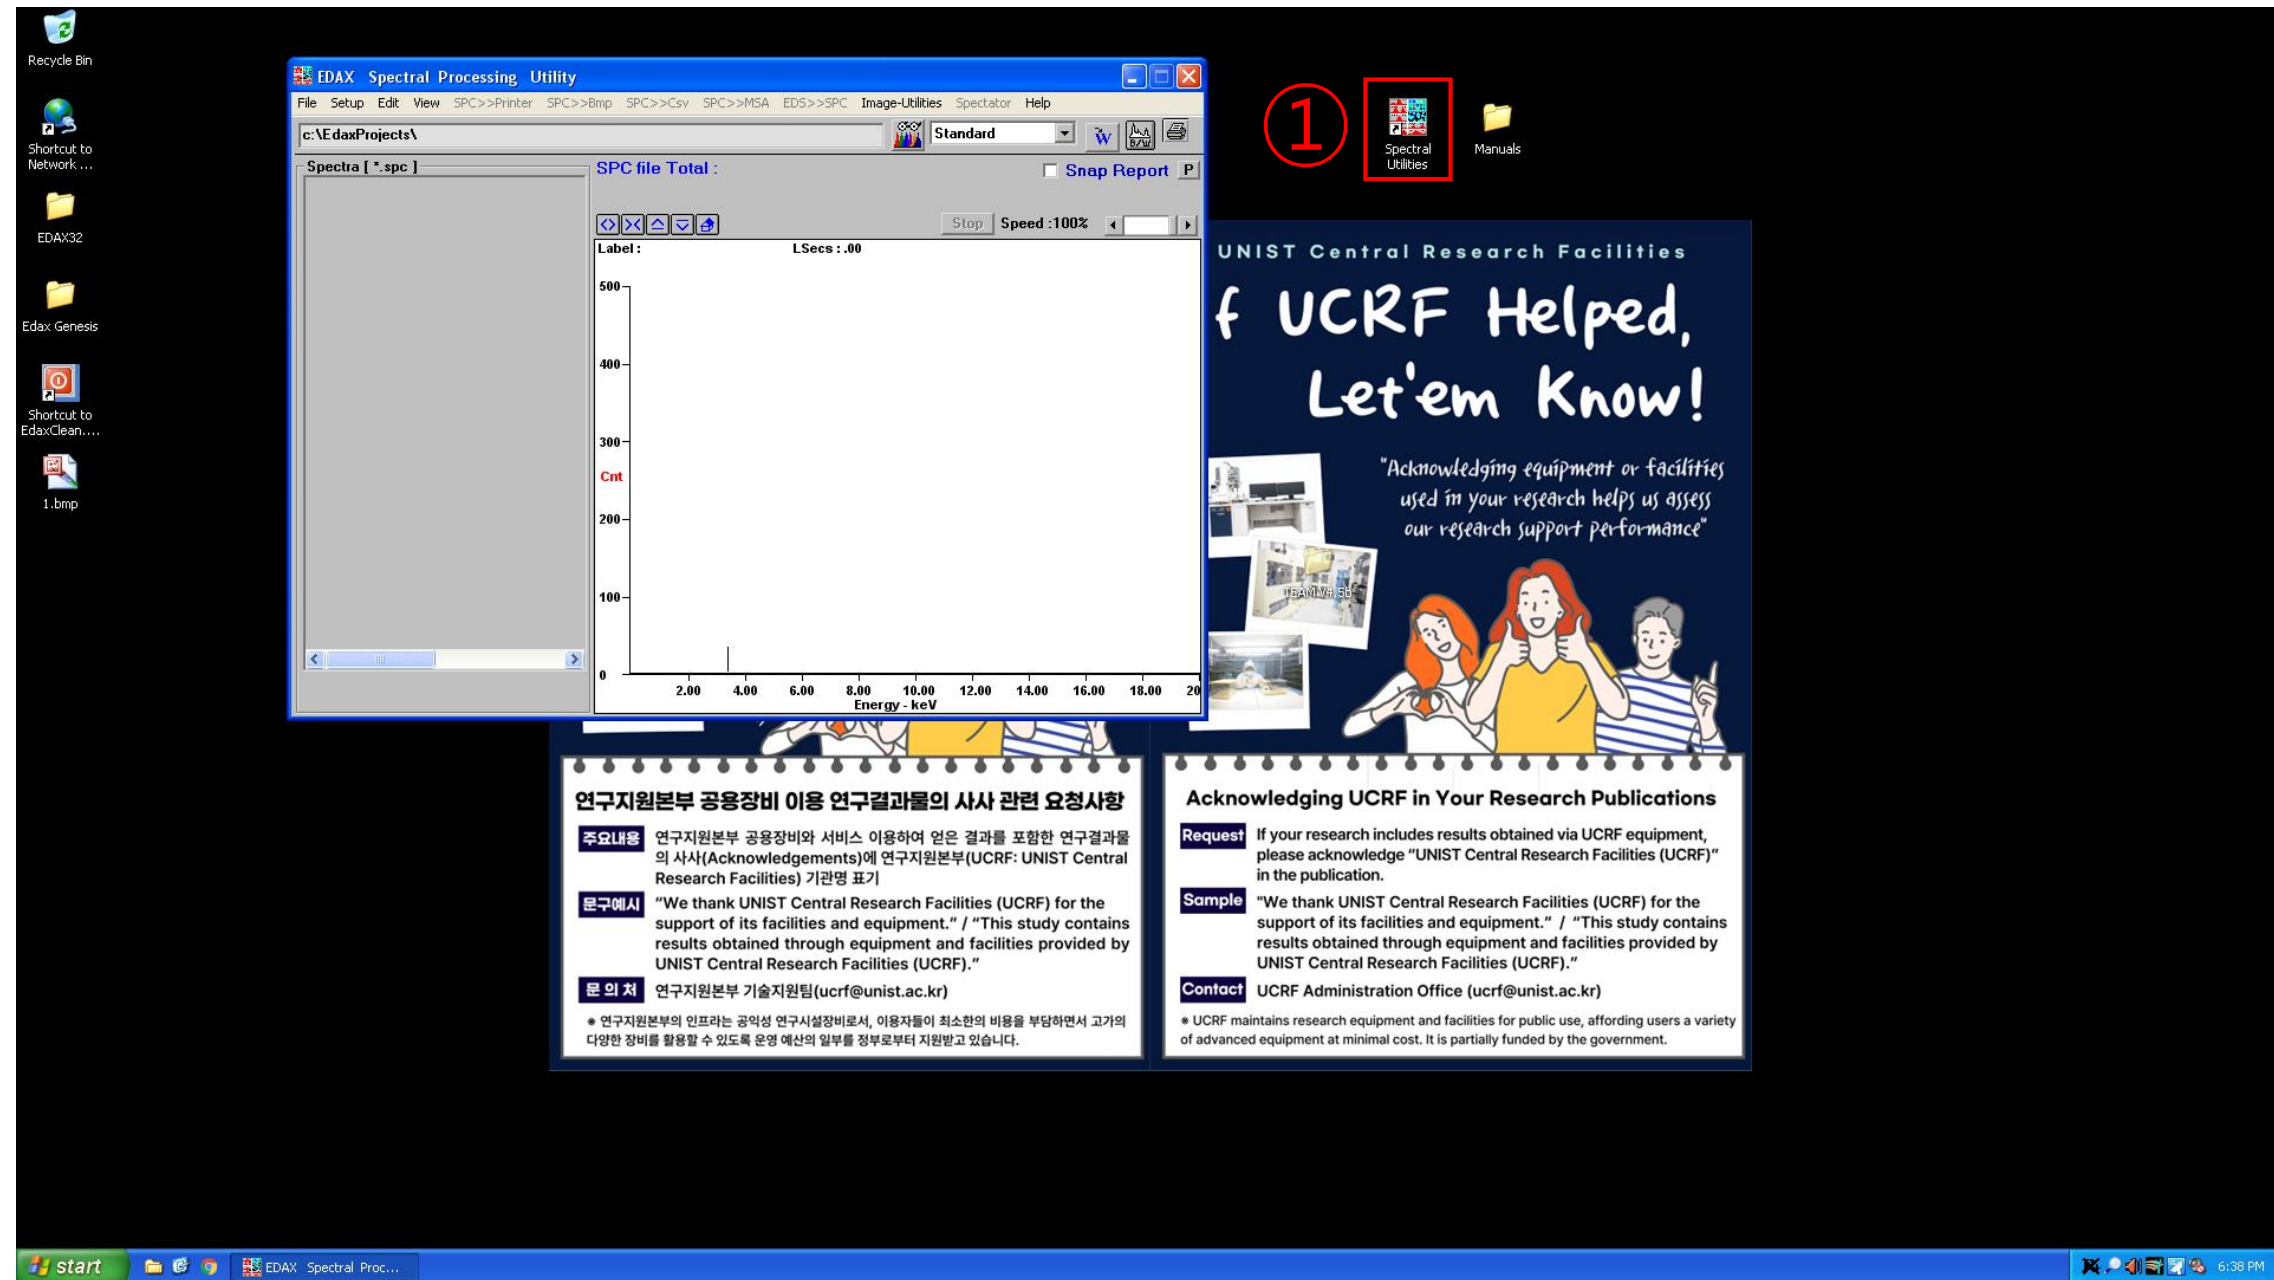 Recycle Bin
Shortcut to
Network ...
EDAX32
Edax Genesis
Shortcut to
EdaxClean....
1.bmp
EDAX Spectral Processing Utility
File Setup Edit View SPC>>Printer SPC>>Bmp SPC>>Csv SPC>>MSA EDS>>SPC Image-Utilities Spectator Help
c:\EdaxProjects\
Standard
W
B/W
Spectra [ *.spc ]
SPC file Total :
Snap Report P
Stop Speed :100%
Label : LSecs : .00
500
400
300
Cnt
200
100
0
2.00 4.00 6.00 8.00 10.00 12.00 14.00 16.00 18.00 20
Energy - keV
①
Spectral
Utilities
Manuals
UNIST Central Research Facilities
f UCRF Helped,
Let'em Know!
"Acknowledging equipment or facilities
used in your research helps us assess
our research support performance"
TEAM V4.5b
연구지원본부 공용장비 이용 연구결과물의 사사 관련 요청사항
주요내용 연구지원본부 공용장비와 서비스 이용하여 얻은 결과를 포함한 연구결과물
의 사사(Acknowledgements)에 연구지원본부(UCRF: UNIST Central
Research Facilities) 기관명 표기
문구예시 “We thank UNIST Central Research Facilities (UCRF) for the
support of its facilities and equipment.” / “This study contains
results obtained through equipment and facilities provided by
UNIST Central Research Facilities (UCRF).”
문 의 처 연구지원본부 기술지원팀(ucrf@unist.ac.kr)
※ 연구지원본부의 인프라는 공익성 연구시설장비로서, 이용자들이 최소한의 비용을 부담하면서 고가의
다양한 장비를 활용할 수 있도록 운영 예산의 일부를 정부로부터 지원받고 있습니다.
Acknowledging UCRF in Your Research Publications
Request If your research includes results obtained via UCRF equipment,
please acknowledge “UNIST Central Research Facilities (UCRF)”
in the publication.
Sample "We thank UNIST Central Research Facilities (UCRF) for the
support of its facilities and equipment.” / “This study contains
results obtained through equipment and facilities provided by
UNIST Central Research Facilities (UCRF).”
Contact UCRF Administration Office (ucrf@unist.ac.kr)
※ UCRF maintains research equipment and facilities for public use, affording users a variety
of advanced equipment at minimal cost. It is partially funded by the government.
start
EDAX Spectral Proc...
6:38 PM